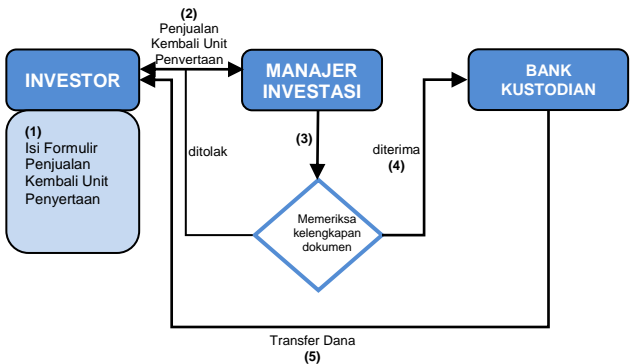 (2)
Penjualan
Kembali Unit
Penvertaan
INVESTOR
MANAJER
INVESTASI
BANK
KUSTODIAN
(1)
Isi Formulir
Penjualan
Kembali Unit
Penyertaan
ditolak
(3)
diterima
(4)
Memeriksa
kelengkapan
dokumen
Transfer Dana
(5)